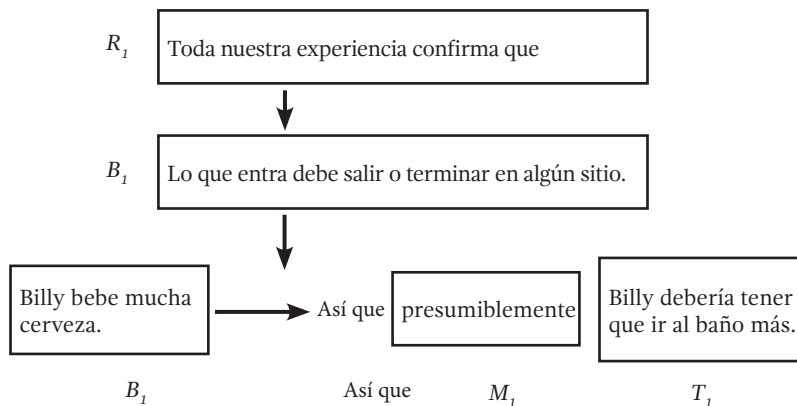 R1 Toda nuestra experiencia confirma que
B1 Lo que entra debe salir o terminar en algún sitio.
Billy bebe mucha
cerveza.
Así que
presumiblemente
Billy debería tener
que ir al baño más.
B1 Así que M1 T1